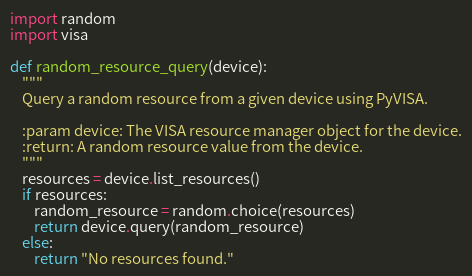 import random
import visa

def random_resource_query(device):
    """
    Query a random resource from a given device using PyVISA.

    :param device: The VISA resource manager object for the device.
    :return: A random resource value from the device.
    """
    resources = device.list_resources()
    if resources:
        random_resource = random.choice(resources)
        return device.query(random_resource)
    else:
        return "No resources found."